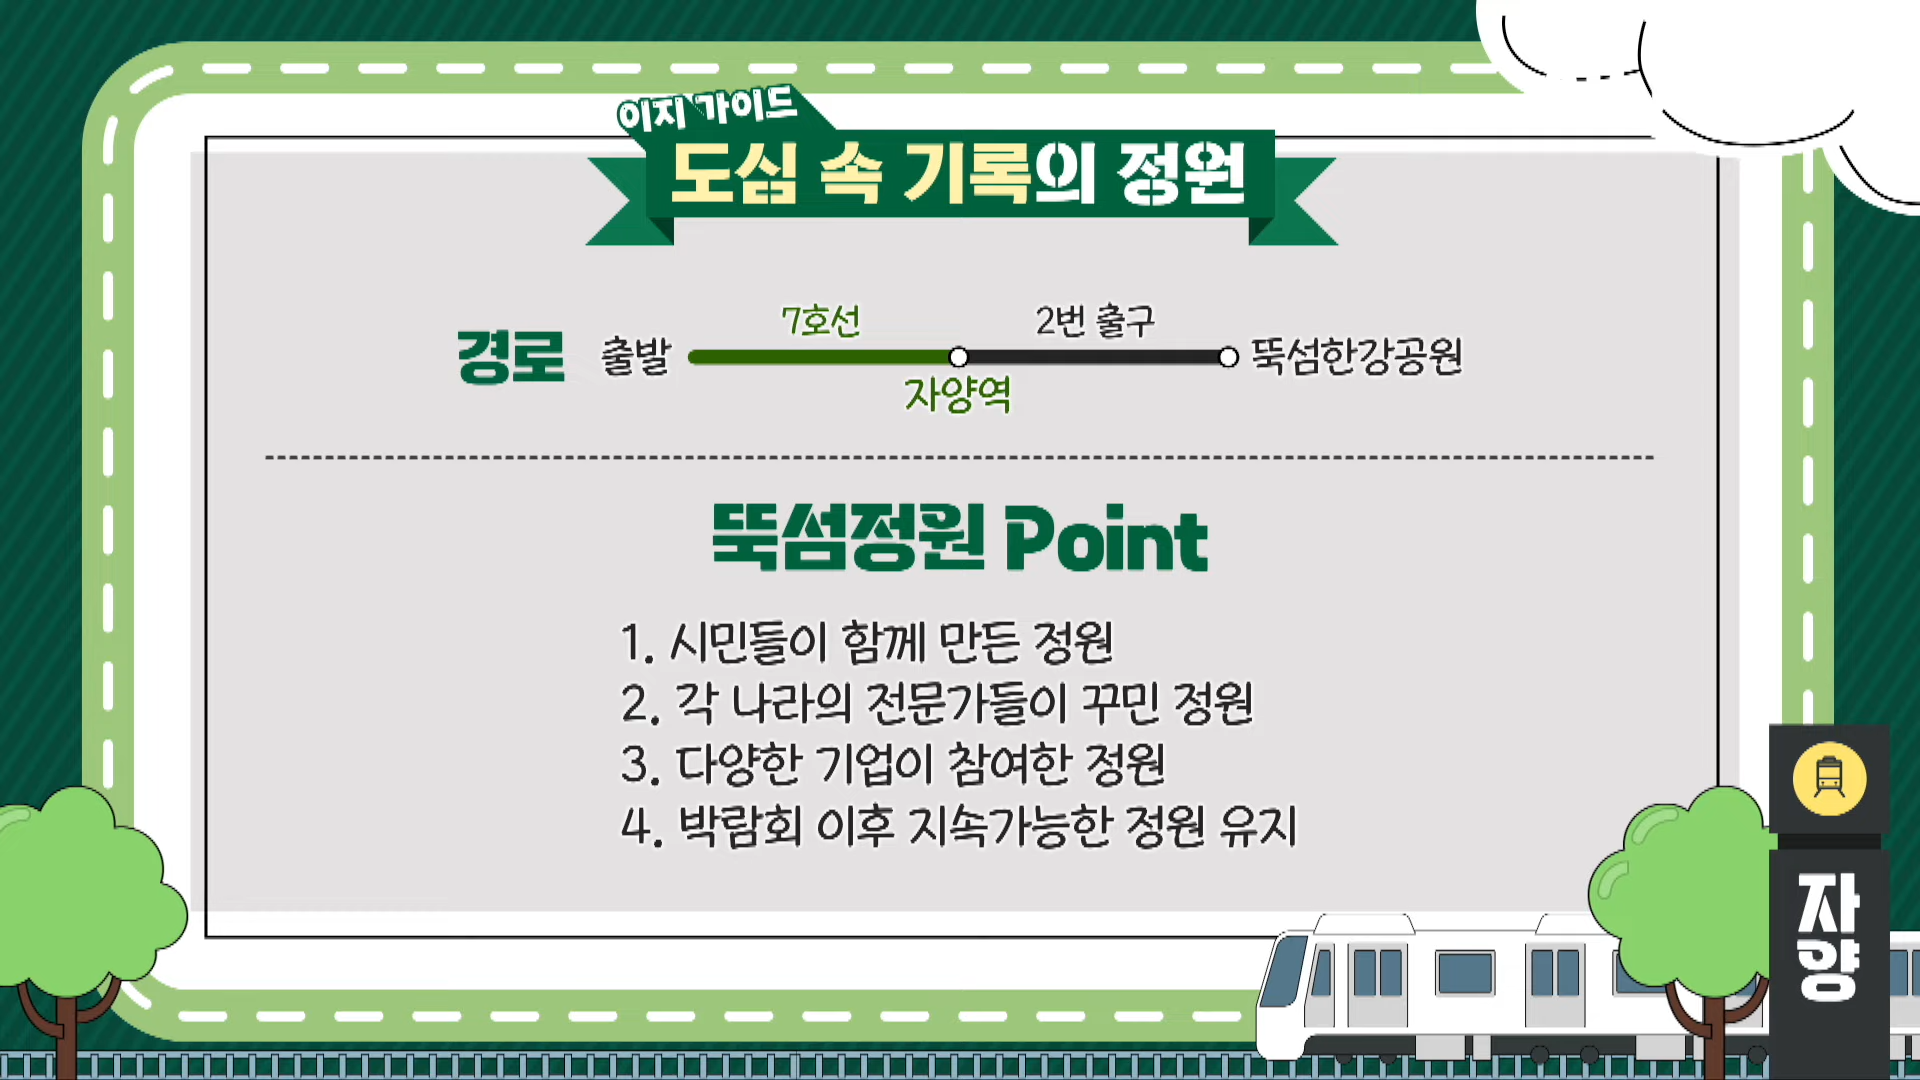 이지 가이드
도심 속 기록의 정원
7호선
2번 출구
경로 출발 뚝섬한강공원
자양역
뚝섬정원 Point
1. 시민들이 함께 만든 정원
2. 각 나라의 전문가들이 꾸민 정원
3. 다양한 기업이 참여한 정원
4. 박람회 이후 지속가능한 정원 유지
자양